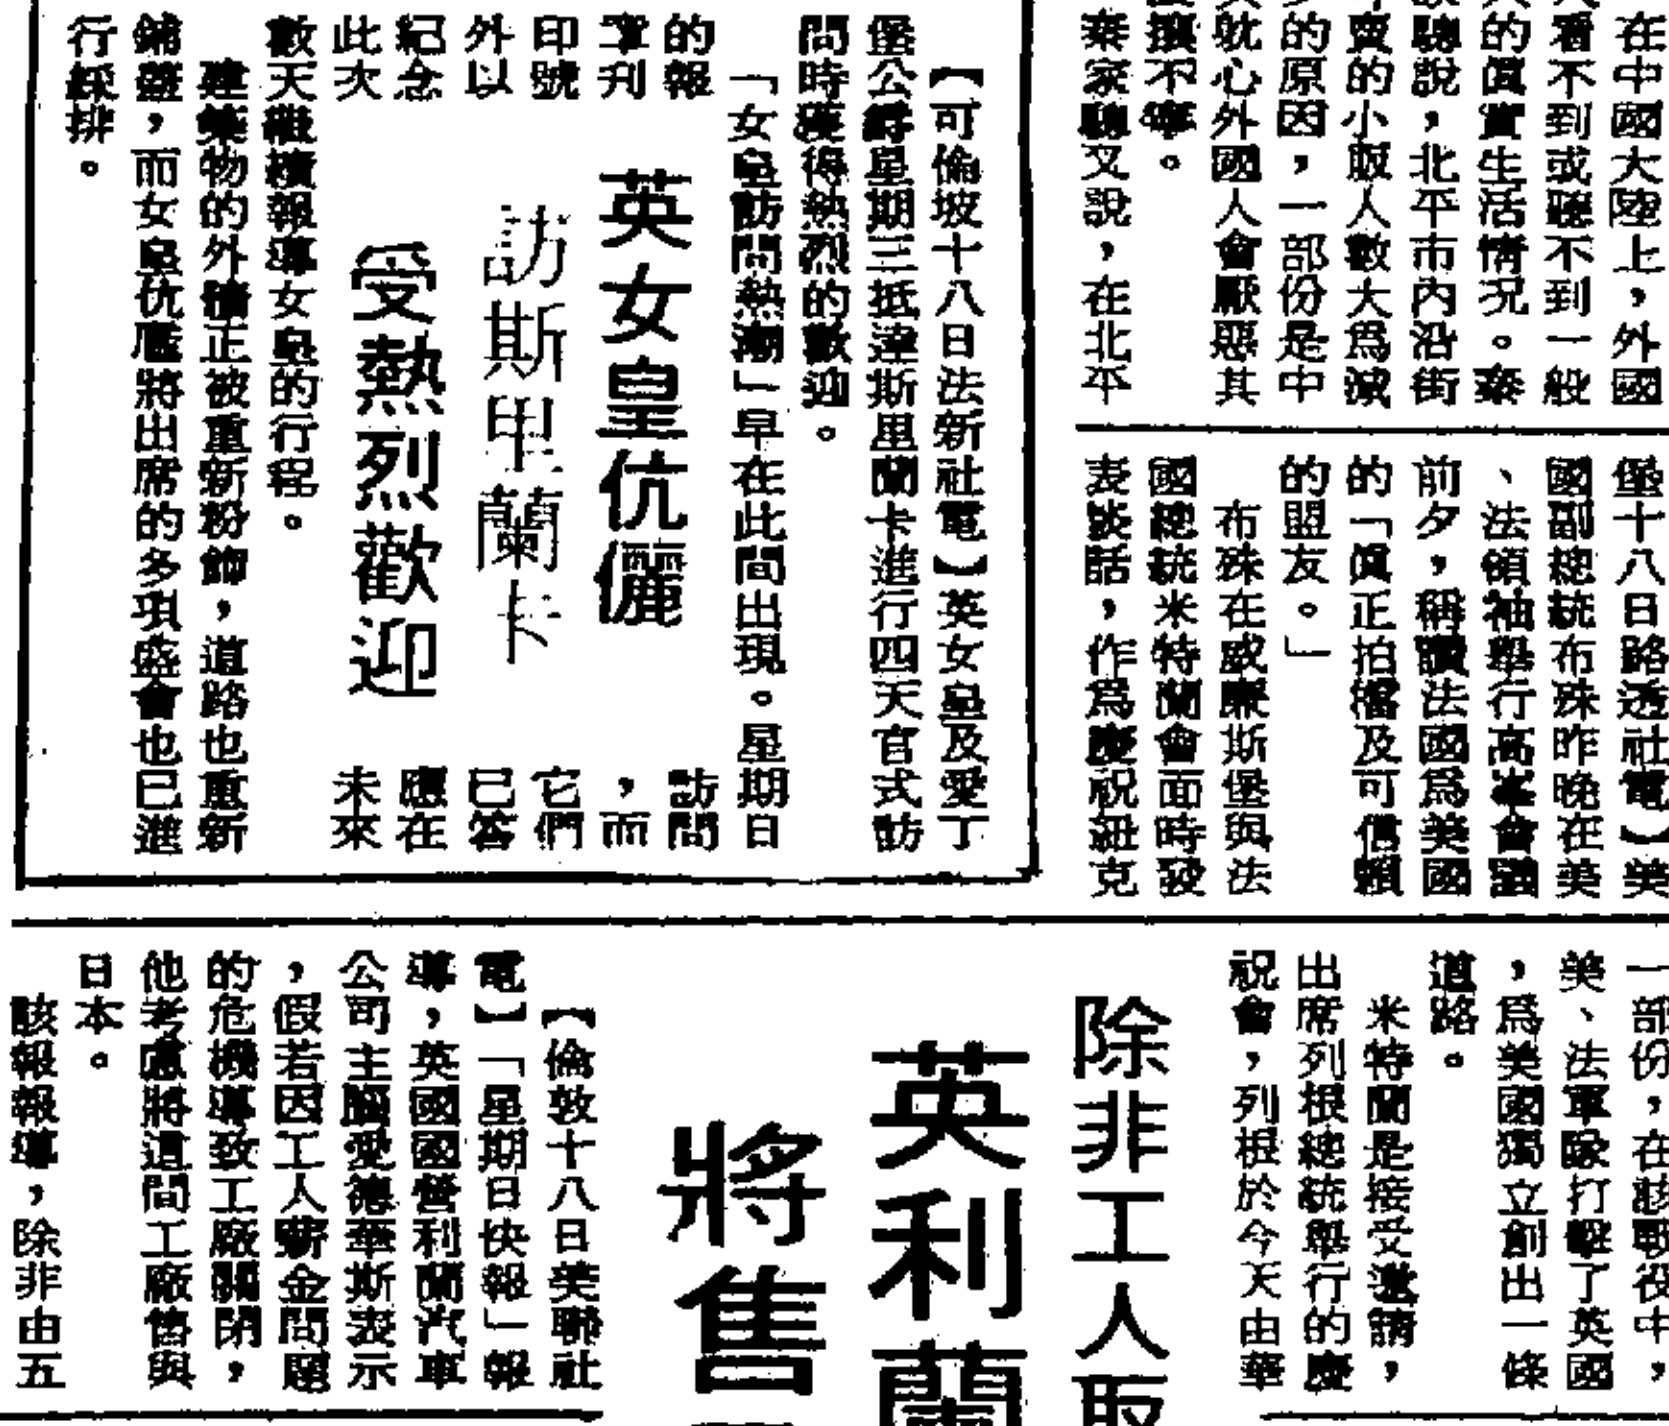 在中國大陸上，外國
看不到或聽不到一般
的眞實生活情況。秦
驄說，北平市內沿街
賣的小販人數大為減
的原因，一部份是中
躭心外國人會厭惡其
攘不寧。
秦家驄又說，在北平
堡十八日路透社電】美
國副總統布殊昨晚在美
、法領袖舉行高峯會議
前夕，稱讚法國為美國
的「眞正拍檔及可信賴
的盟友。」
布殊在威廉斯堡與法
國總統米特蘭會面時發
表談話，作為慶祝紐克
英女皇伉儷
訪斯里蘭卡
受熱烈歡迎
【可倫坡十八日法新社電】英女皇及愛丁
堡公爵星期三抵達斯里蘭卡進行四天官式訪
問時獲得熱烈的歡迎。
「女皇訪問熱潮」早在此間出現。星期日
的報
章刊
印號
外以
紀念
此次
訪問
，而
它們
已答
應在
未來
數天繼續報導女皇的行程。
建築物的外牆正被重新粉飾，道路也重新
鋪瀝，而女皇伉儷將出席的多項盛會也已進
行綵排。
一部份，在該戰役中，
美、法軍隊打擊了英國
，為美國獨立創出一條
道路。
米特蘭是接受邀請，
出席列根總統舉行的慶
祝會，列根於今天由華
除非工人取
英利蘭
將售
【倫敦十八日美聯社
電】「星期日快報」報
導，英國國營利蘭汽車
公司主腦愛德華斯表示
，假若因工人薪金問題
的危機導致工廠關閉，
他考慮將這間工廠售與
日本。
該報報導，除非由五